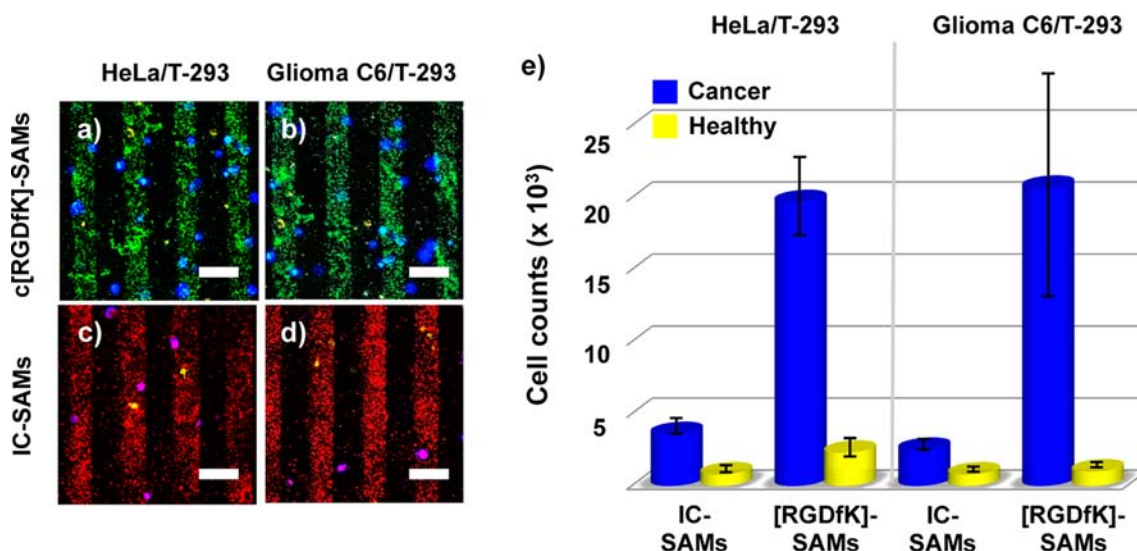 HeLa/T-293 Glioma C6/T-293
c[RGDfK]-SAMs
IC-SAMs
a)
b)
c)
d)
e)
HeLa/T-293 Glioma C6/T-293
Cancer
Healthy
Cell counts (x 10³)
25
20
15
10
5
IC-
SAMs
[RGDfK]-
SAMs
IC-
SAMs
[RGDfK]-
SAMs